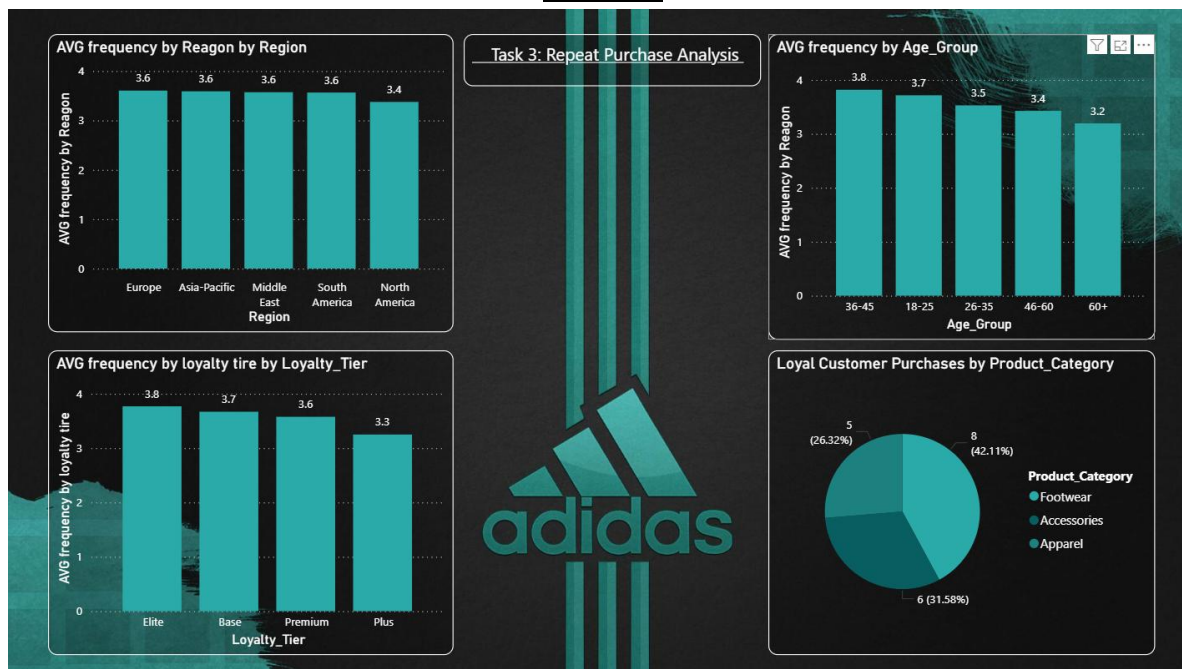 AVG frequency by Reagon by Region
AVG frequency by Reagon
4
3
2
1
0
3.6
3.6
3.6
3.6
3.4
Europe
Asia-Pacific
Middle
East
South
America
North
America
Region
Task 3: Repeat Purchase Analysis
AVG frequency by Age_Group
AVG frequency by Reagon
4
3
2
1
0
3.8
3.7
3.5
3.4
3.2
36-45
18-25
26-35
46-60
60+
Age_Group
AVG frequency by loyalty tire by Loyalty_Tier
AVG frequency by loyalty tire
4
3
2
1
0
3.8
3.7
3.6
3.3
Elite
Base
Premium
Plus
Loyalty_Tier
adidas
Loyal Customer Purchases by Product_Category
5
(26.32%)
8
(42.11%)
6 (31.58%)
Product_Category
Footwear
Accessories
Apparel